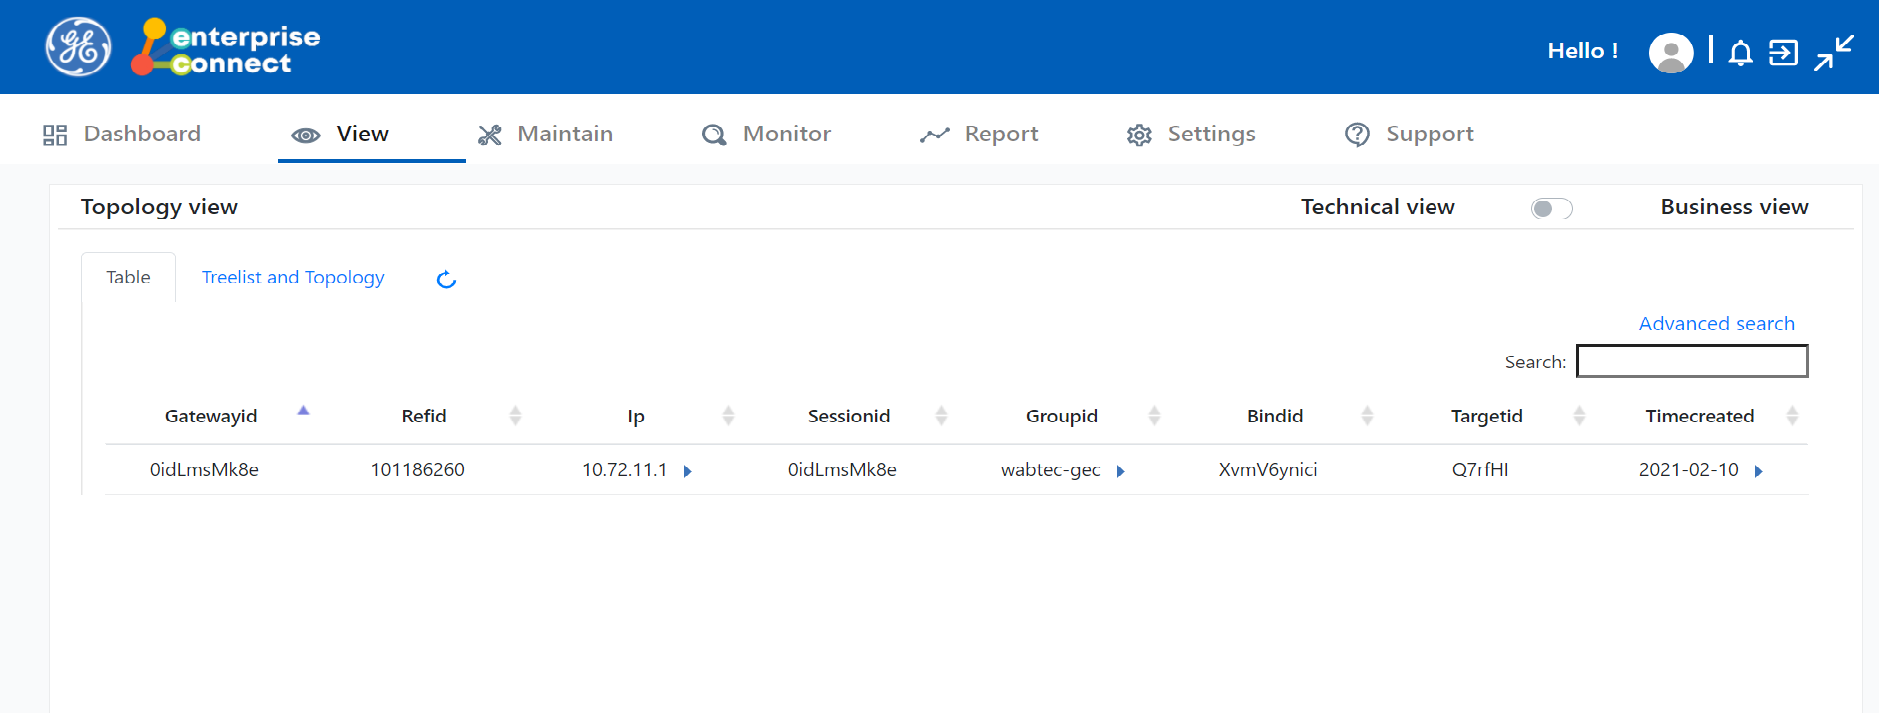 GE enterprise connect Hello !
Dashboard View Maintain Monitor Report Settings Support
Topology view Technical view Business view
Table Treelist and Topology
Advanced search
Search:
Gatewayid Refid Ip Sessionid Groupid Bindid Targetid Timecreated
0idLmsMk8e 101186260 10.72.11.1 0idLmsMk8e wabtec-gec XvmV6ynici Q7rfHI 2021-02-10